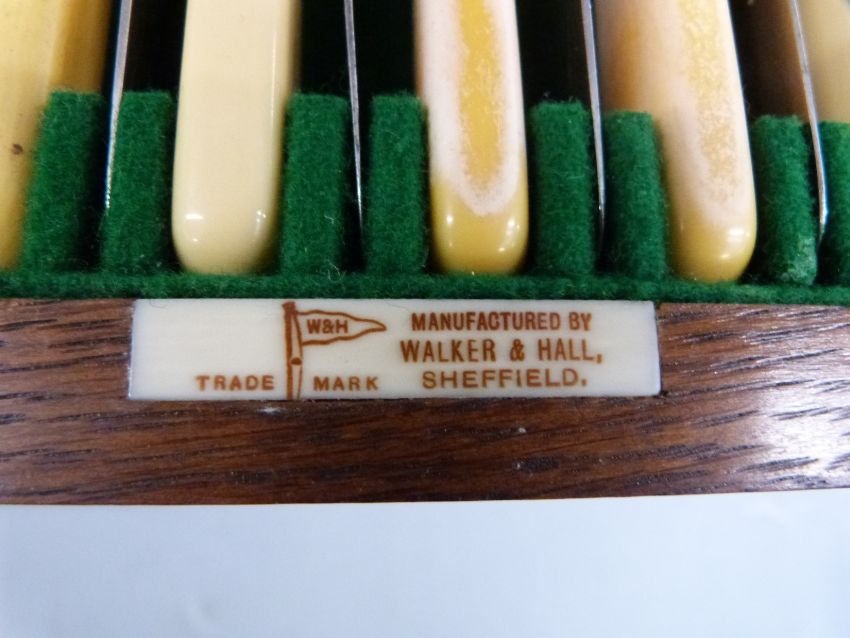 W&H
TRADE MARK
MANUFACTURED BY
WALKER & HALL,
SHEFFIELD.